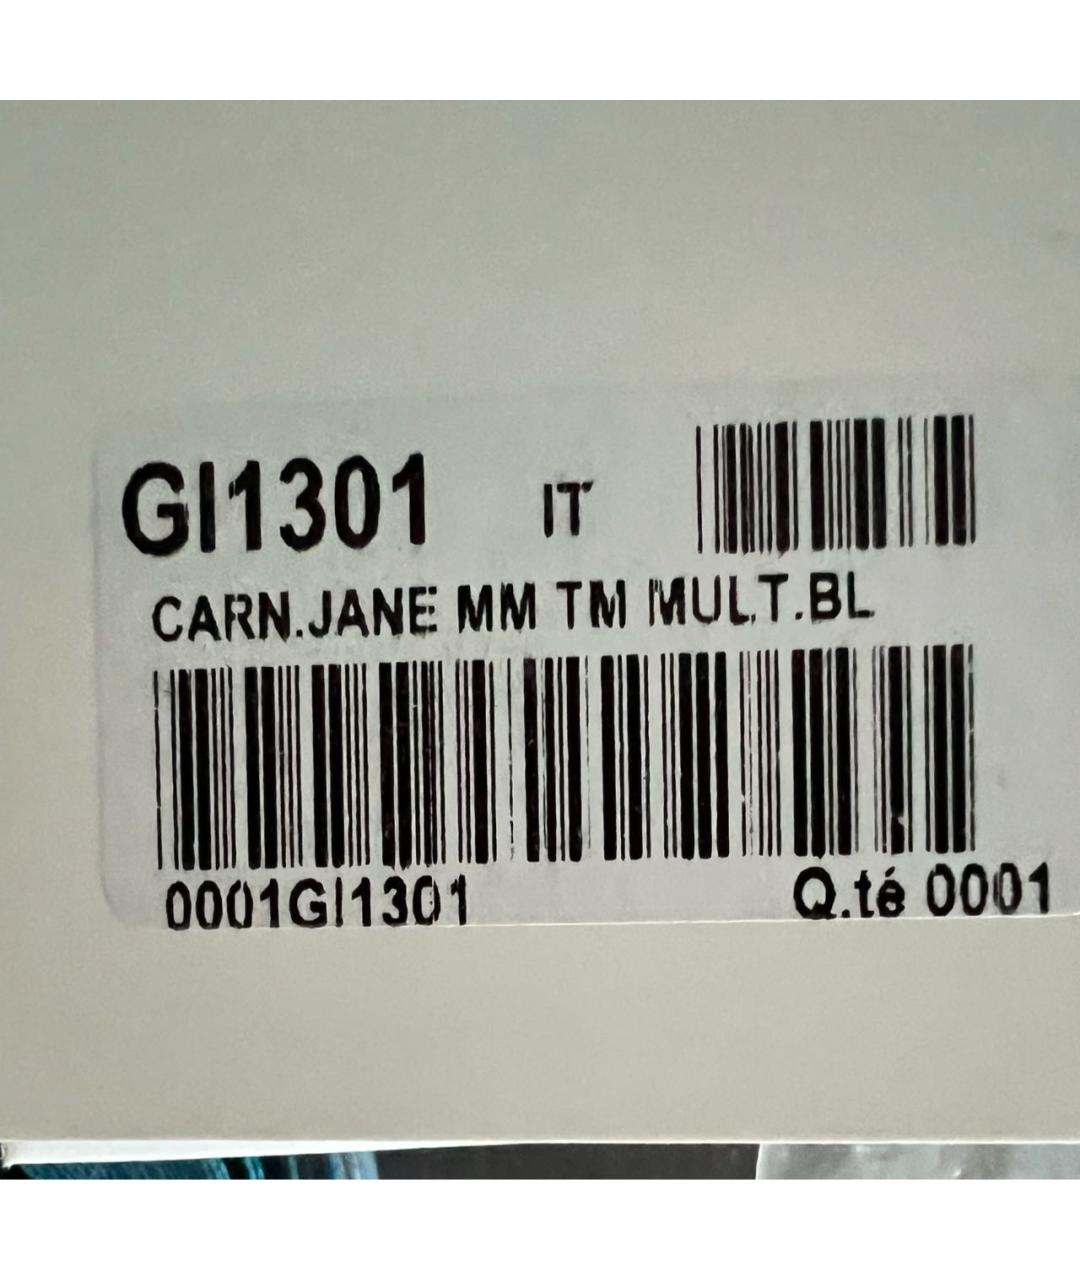 GI1301 IT
CARN.JANE MM TM MULT.BL
0001GI1301 Q.té 0001